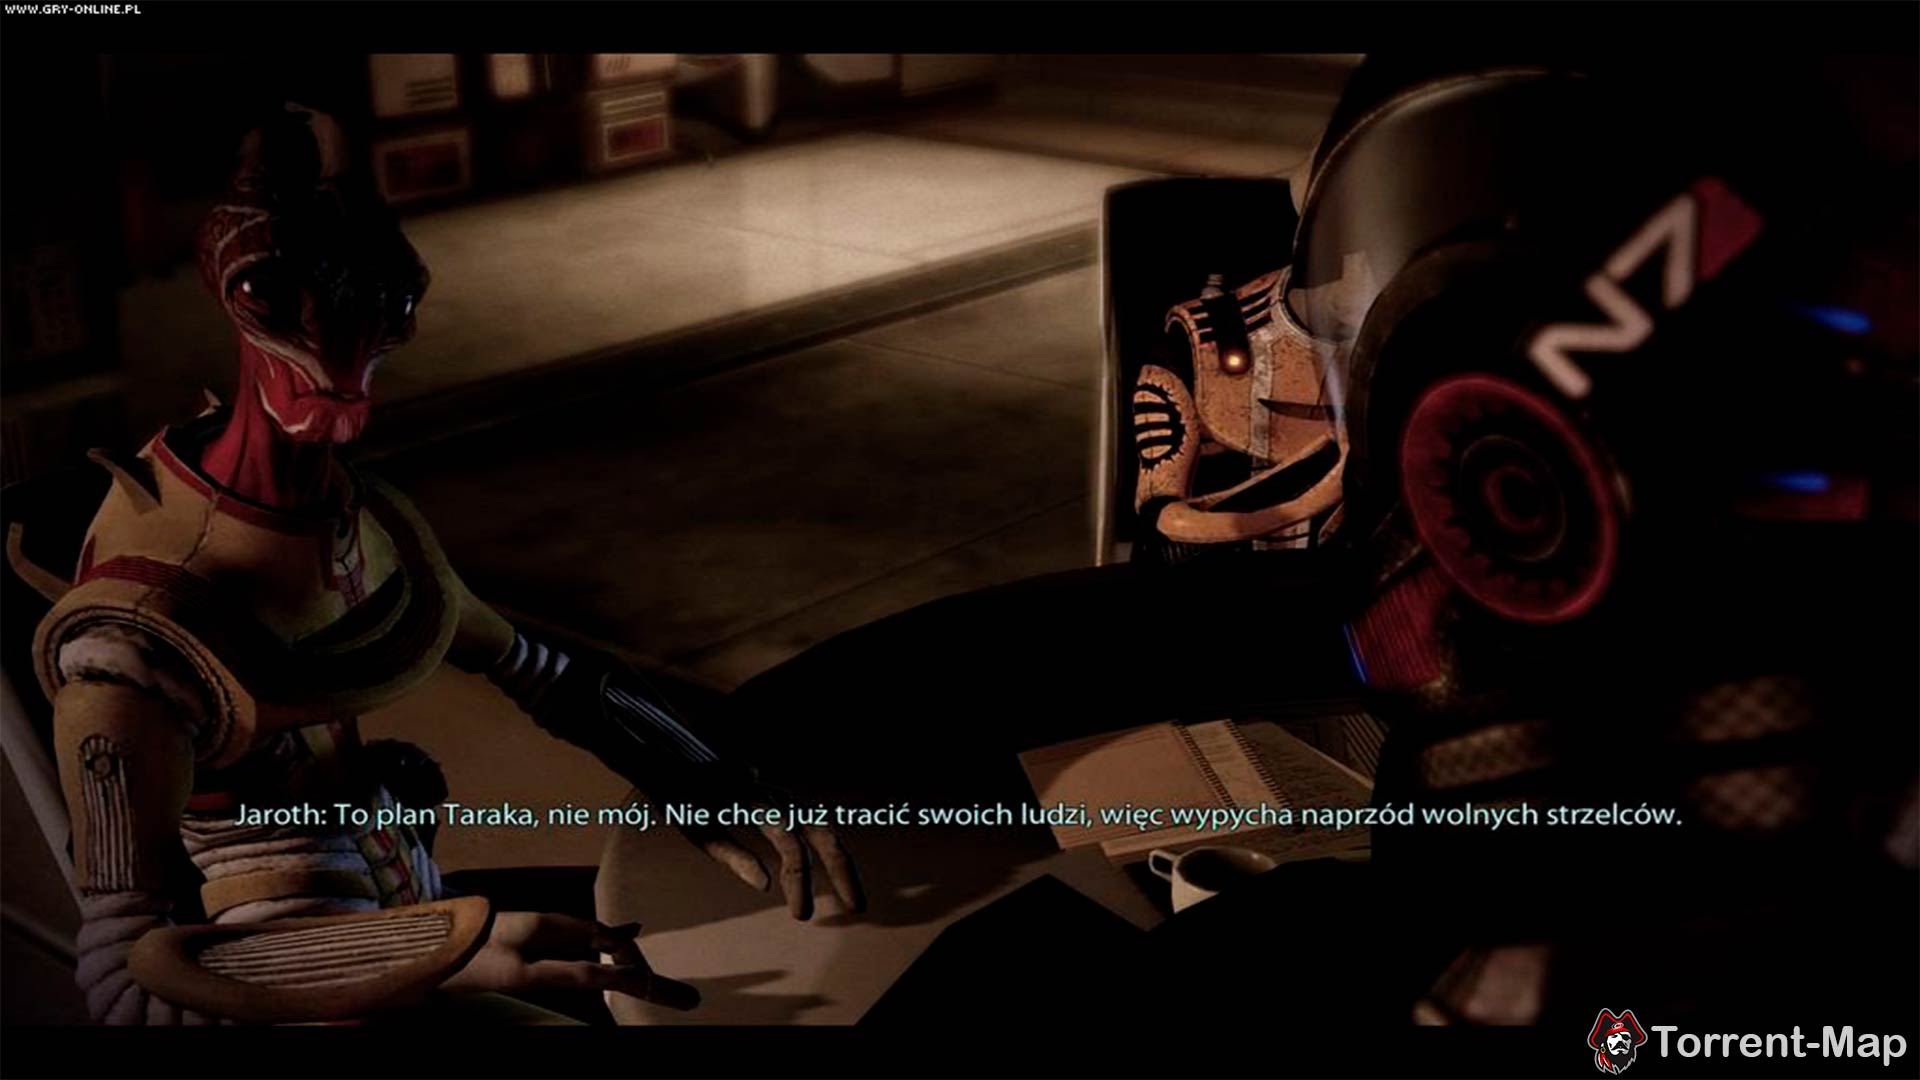 WWW.GRY-ONLINE.PL
N7
Jaroth: To plan Taraka, nie mój. Nie chce już tracić swoich ludzi, więc wypycha naprzód wolnych strzelców.
Torrent-Map